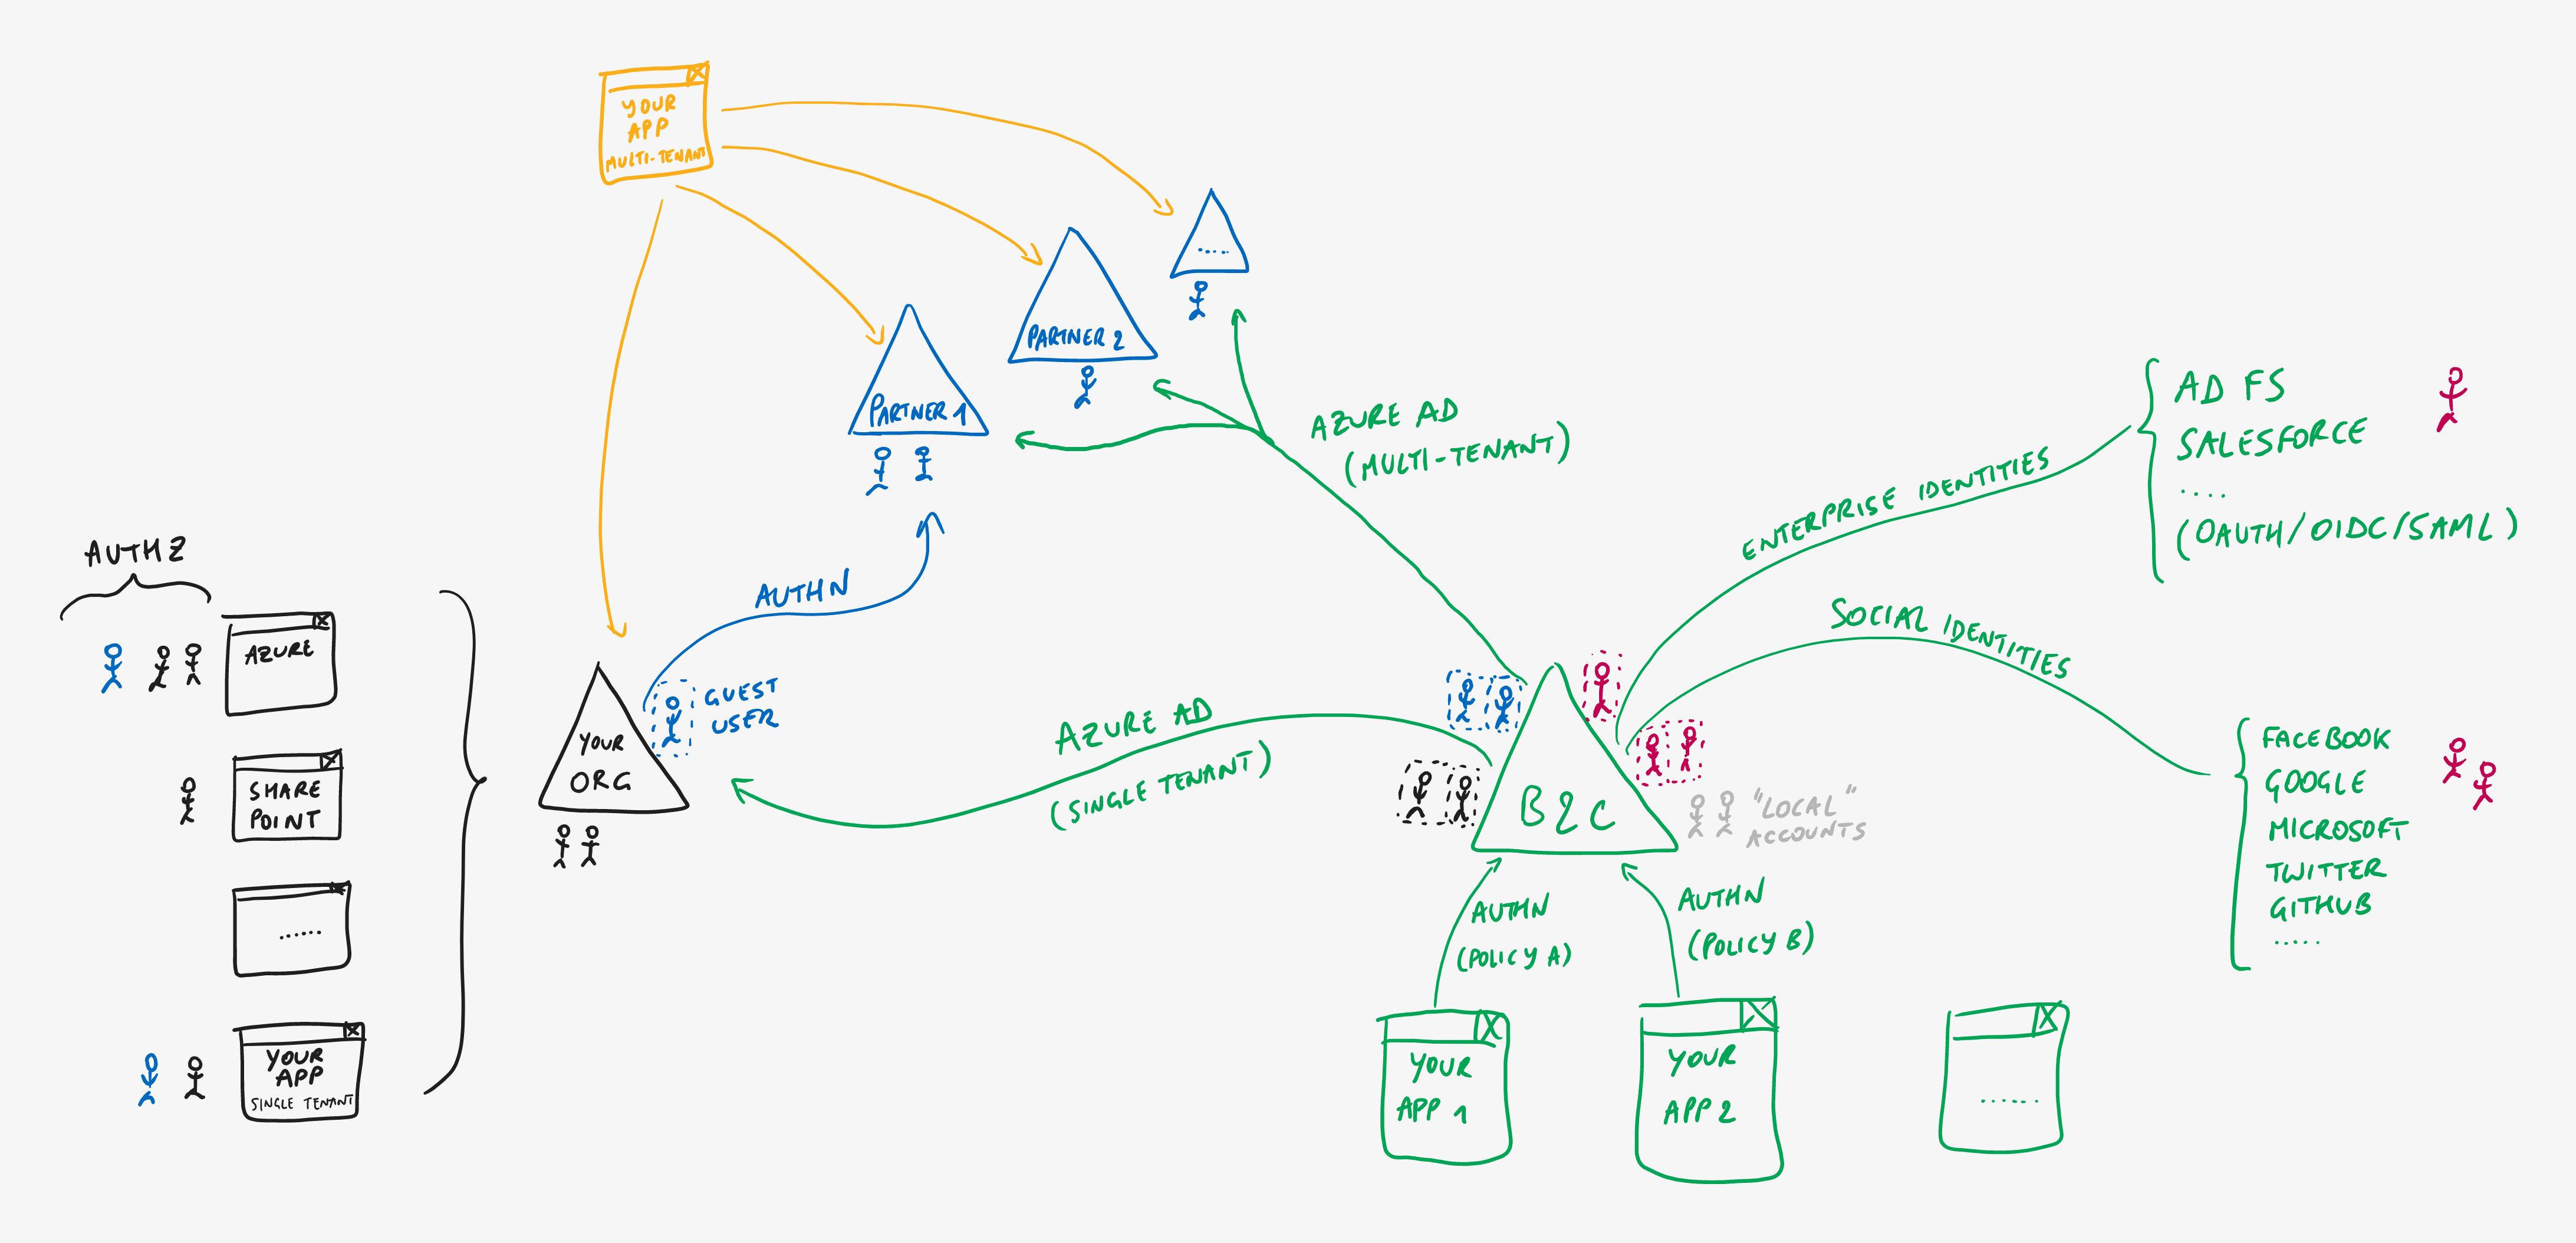 YOUR
APP
MULTI-TENANT
.....
PARTNER 2
PARTNER 1
AZURE AD
(MULTI-TENANT)
AD FS
SALESFORCE
....
(OAUTH/OIDC/SAML)
ENTERPRISE IDENTITIES
SOCIAL IDENTITIES
AUTHZ
AUTHN
AZURE
GUEST
USER
YOUR
ORG
AZURE AD
(SINGLE TENANT)
SHARE
POINT
......
YOUR
APP
SINGLE TENANT
B2C
"LOCAL"
ACCOUNTS
FACEBOOK
GOOGLE
MICROSOFT
TWITTER
GITHUB
.....
AUTHN
(POLICY A)
AUTHN
(POLICY B)
YOUR
APP 1
YOUR
APP 2
......